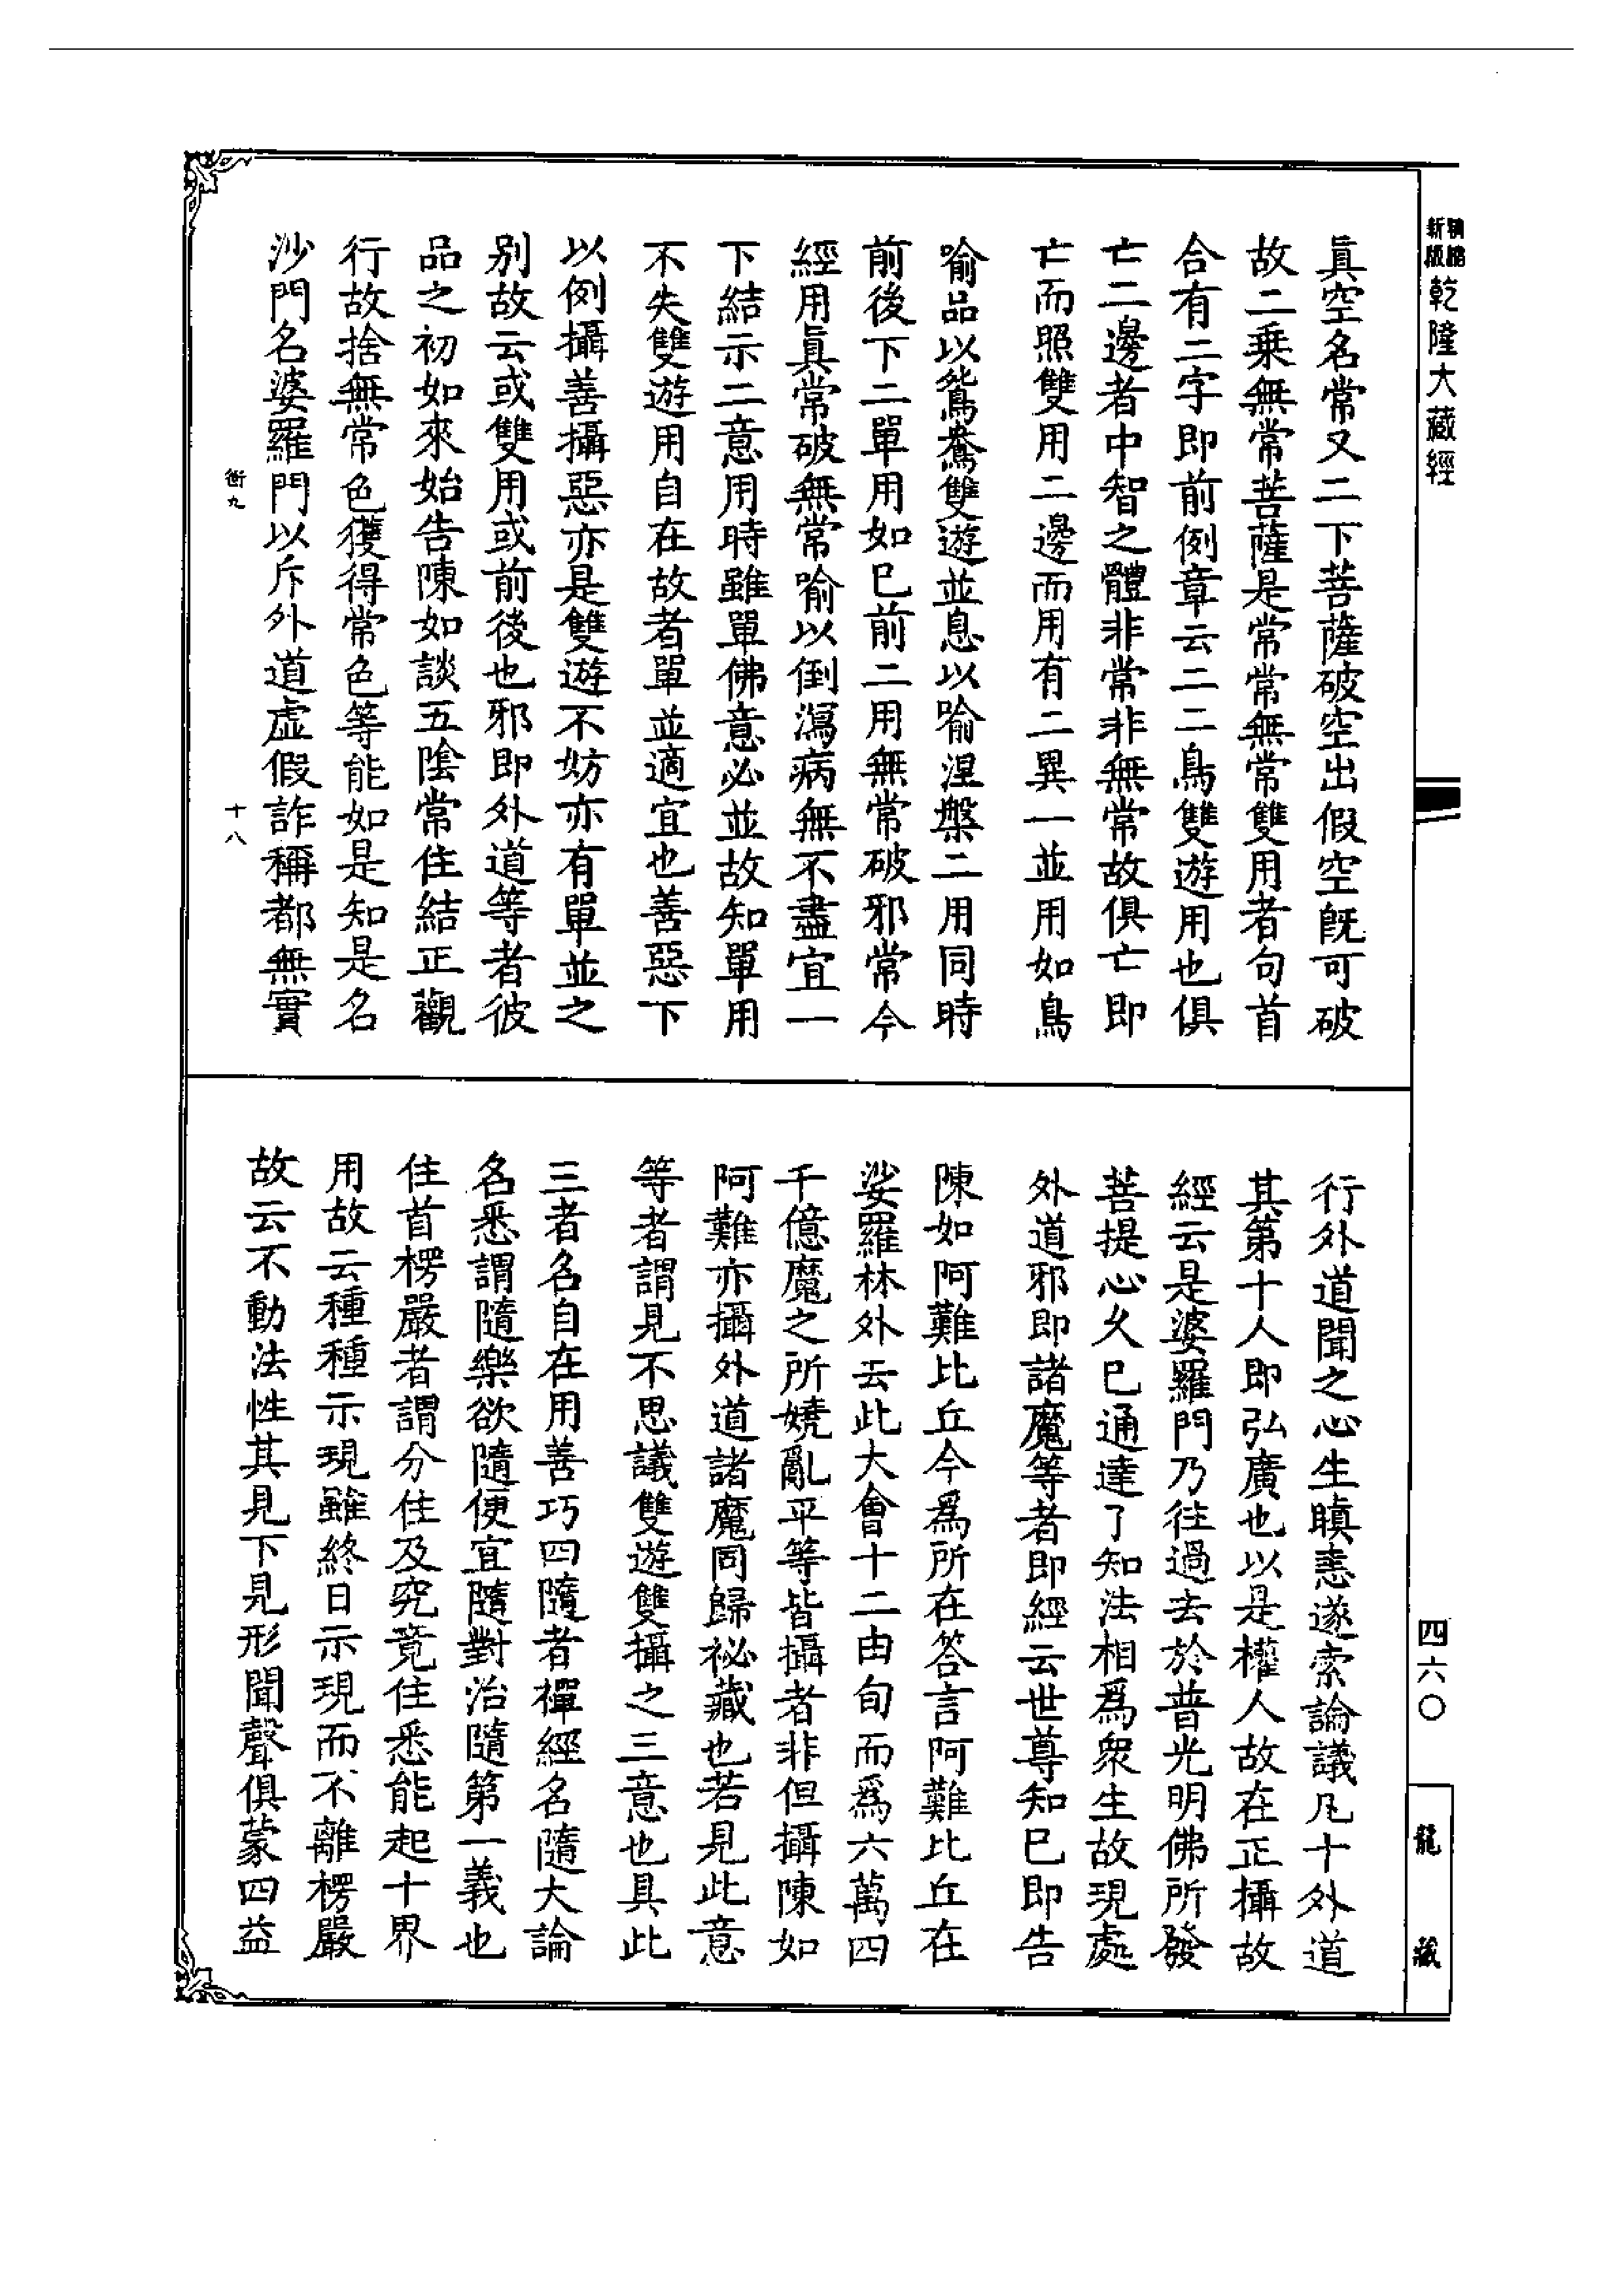 精縮
新版
乾隆大藏經
真空名常又二下菩薩破空出假空旣可破
故二乗無常菩薩是常常無常雙用者句首
合有二字即前例章云二二鳥雙遊用也俱
亡二邊者中智之體非常非無常故俱亡即
亡而照雙用二邊而用有二異一並用如鳥
喻品以鴛鴦雙遊並息以喻涅槃二用同時
前後下二單用如巳前二用無常破邪常今
經用眞常破無常喻以倒瀉病無不盡宜一
下結示二意用時雖單佛意必並故知單用
不失雙遊用自在故者單並適宜也善惡下
以例攝善攝惡亦是雙遊不妨亦有單並之
别故云或雙用或前後也邪即外道等者彼
品之初如來始告陳如談五陰常住結正觀
行故捨無常色獲得常色等能如是知是名
沙門名婆羅門以斥外道虛假詐稱都無實
衘九
十八
行外道聞之心生瞋恚遂索論議凡十外道
其第十人即弘廣也以是權人故在正攝故
經云是婆羅門乃往過去於普光明佛所發
菩提心久巳通達了知法相爲衆生故現處
外道邪即諸魔等者即經云世尊知巳即告
陳如阿難比丘今爲所在答言阿難比丘在
娑羅林外云此大會十二由旬而爲六萬四
千億魔之所嬈亂平等皆攝者非但攝陳如
阿難亦攝外道諸魔同歸祕藏也若見此意
等者謂見不思議雙遊雙攝之三意也具此
三者名自在用善巧四隨者禪經名隨大論
名悉謂隨樂欲隨便宜隨對治隨第一義也
住首楞嚴者謂分住及究竟住悉能起十界
用故云種種示現雖終日示現而不離楞嚴
故云不動法性其見下見形聞聲俱蒙四益
四六〇
龍藏